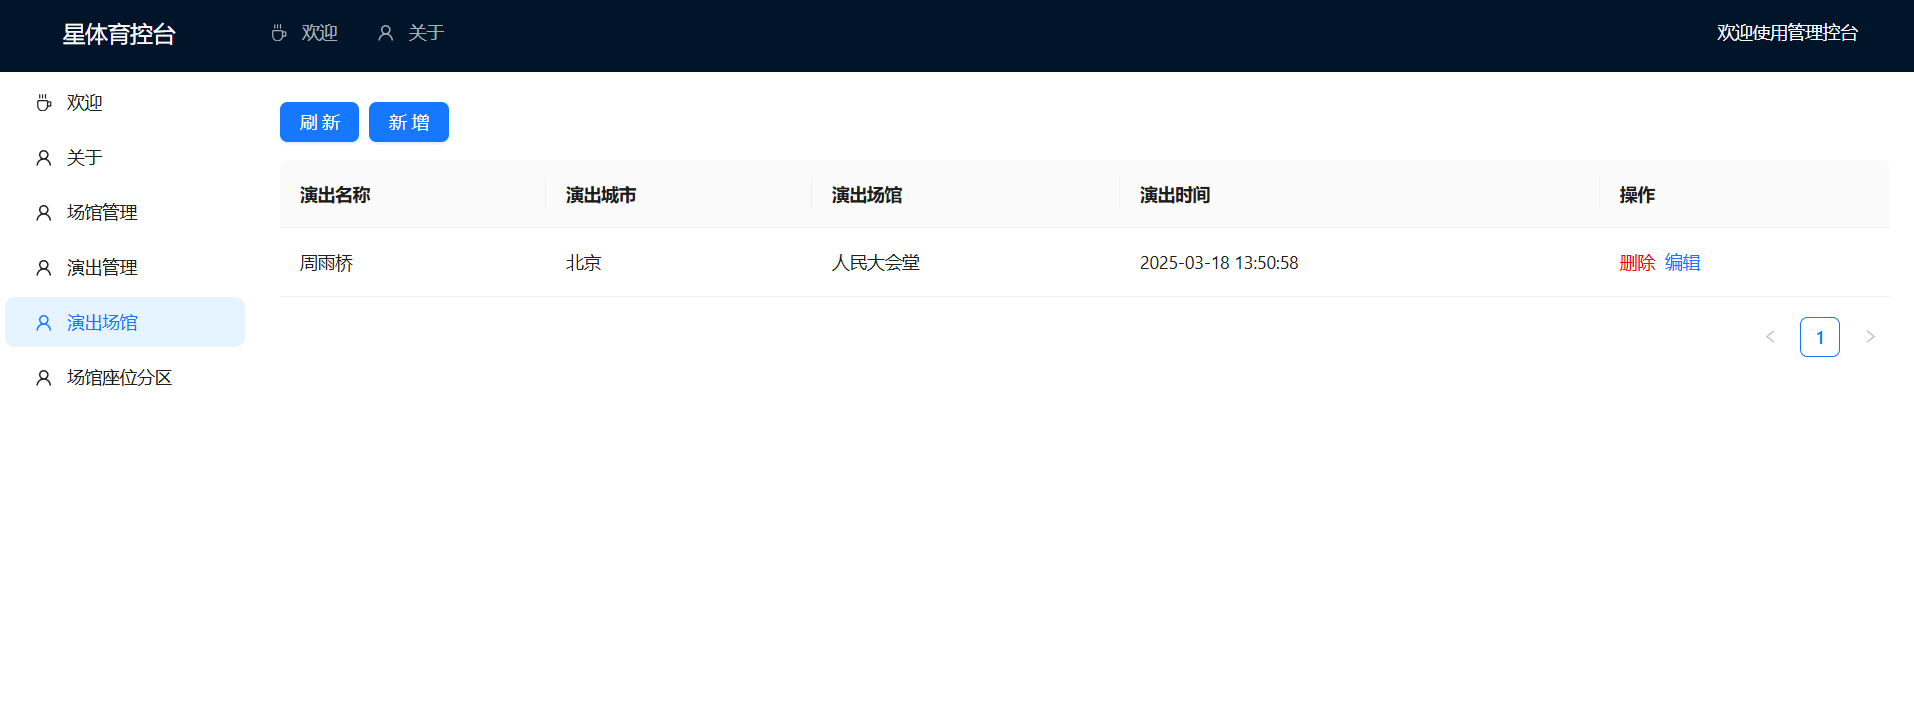 星体育控台 欢迎 关于 欢迎使用管理控台
欢迎
关于
场馆管理
演出管理
演出场馆
场馆座位分区
刷 新 新 增
演出名称 演出城市 演出场馆 演出时间 操作
周雨桥 北京 人民大会堂 2025-03-18 13:50:58 删除 编辑
1